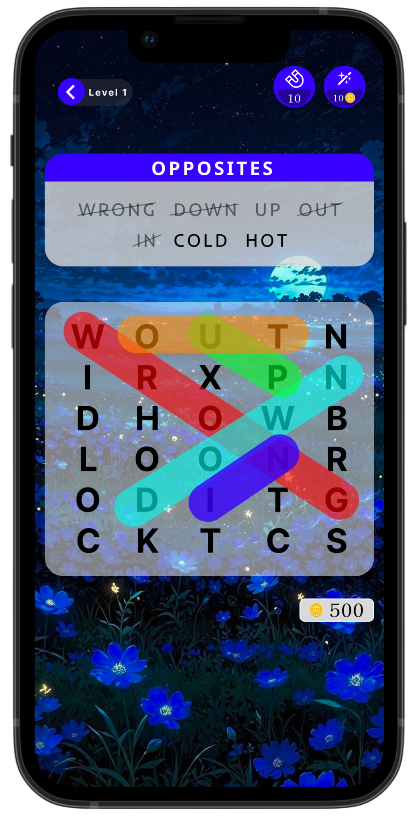 Level 1
10
10
OPPOSITES
WRONG DOWN UP OUT
IN COLD HOT
W O U T N
I R X P N
D H O W B
L O O N R
O D I T G
C K T C S
500